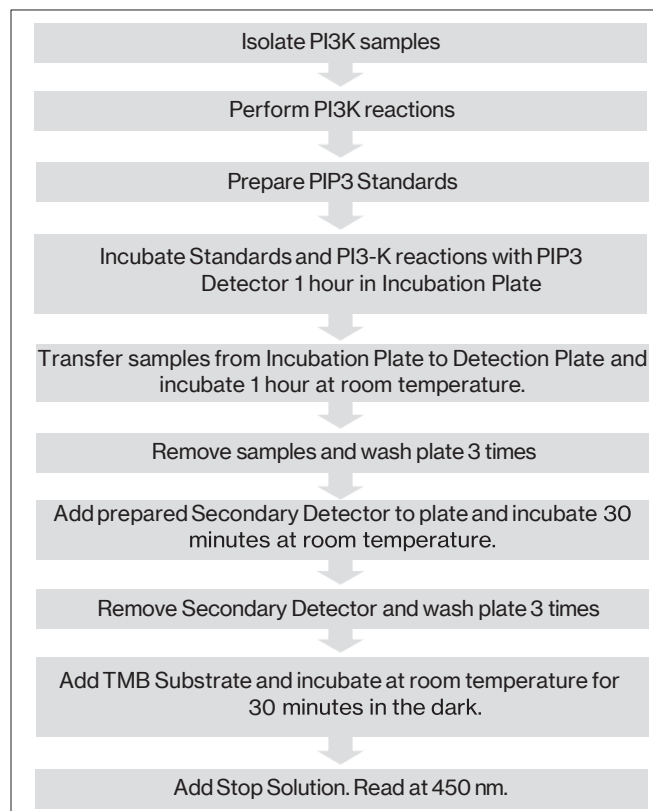 Isolate PI3K samples
Perform PI3K reactions
Prepare PIP3 Standards
Incubate Standards and PI3-K reactions with PIP3
Detector 1 hour in Incubation Plate
Transfer samples from Incubation Plate to Detection Plate and
incubate 1 hour at room temperature.
Remove samples and wash plate 3 times
Add prepared Secondary Detector to plate and incubate 30
minutes at room temperature.
Remove Secondary Detector and wash plate 3 times
Add TMB Substrate and incubate at room temperature for
30 minutes in the dark.
Add Stop Solution. Read at 450 nm.